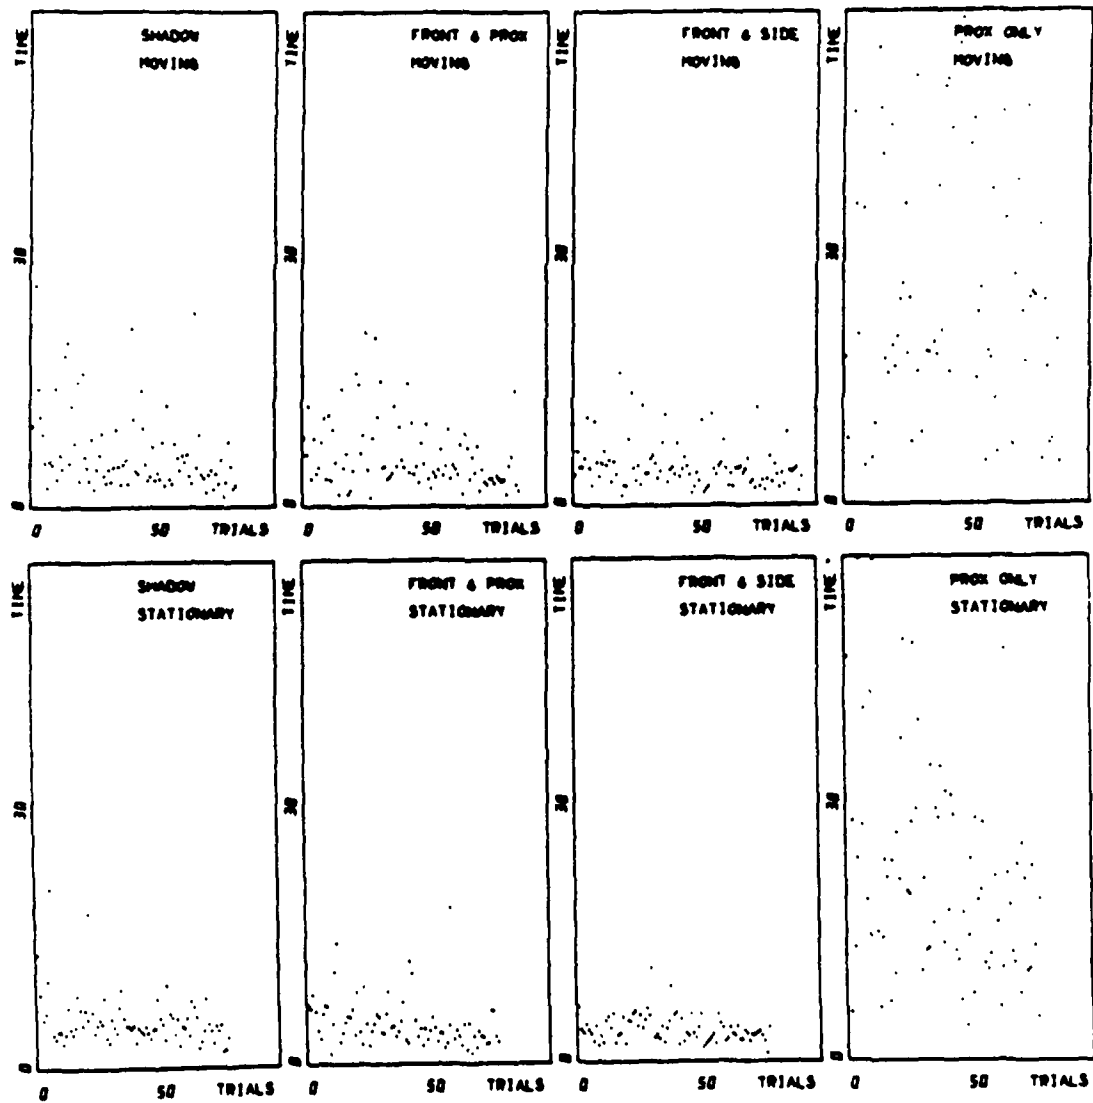 TIME
SHADOW
MOVING
30
0
0 50 TRIALS
TIME
FRONT & PROX
MOVING
30
0
0 50 TRIALS
TIME
FRONT & SIDE
MOVING
30
0
0 50 TRIALS
TIME
PROX ONLY
MOVING
30
0
0 50 TRIALS
TIME
SHADOW
STATIONARY
30
0
0 50 TRIALS
TIME
FRONT & PROX
STATIONARY
30
0
0 50 TRIALS
TIME
FRONT & SIDE
STATIONARY
30
0
0 50 TRIALS
TIME
PROX ONLY
STATIONARY
30
0
0 50 TRIALS